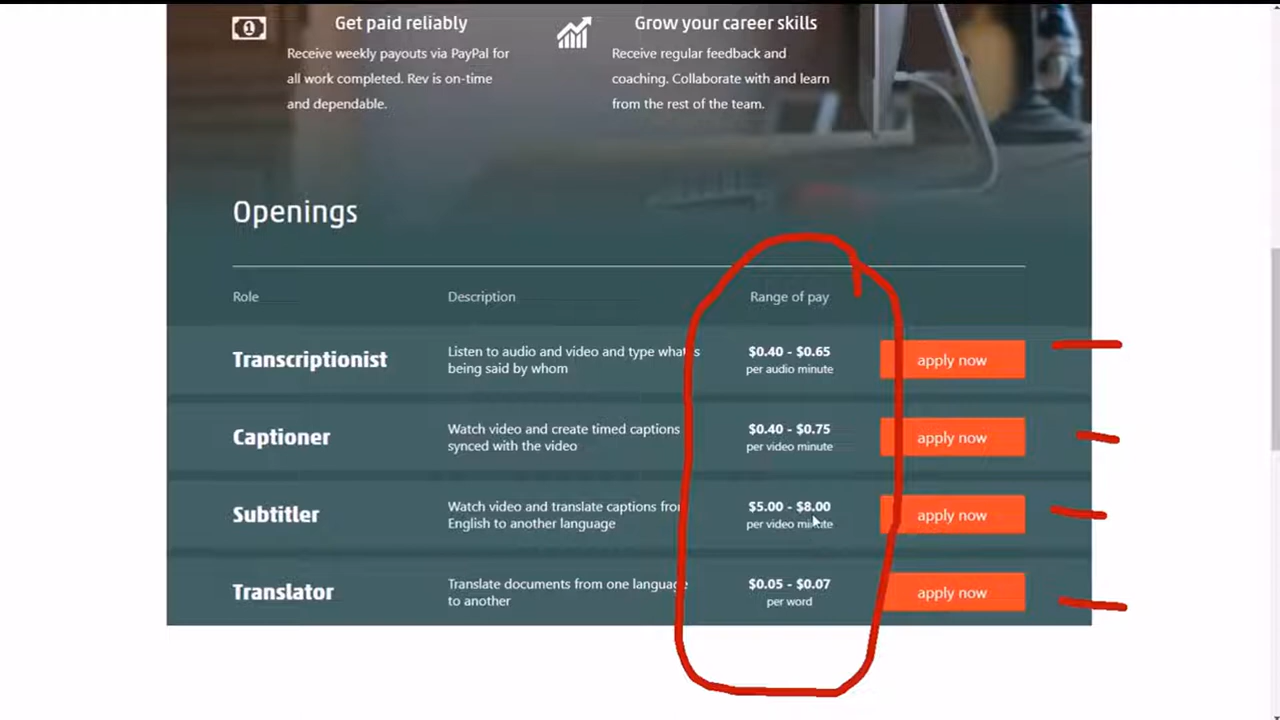 Get paid reliably
Receive weekly payouts via PayPal for
all work completed. Rev is on-time
and dependable.
Grow your career skills
Receive regular feedback and
coaching. Collaborate with and learn
from the rest of the team.
Openings
Role Description Range of pay
Transcriptionist
Listen to audio and video and type what's
being said by whom
$0.40 - $0.65
per audio minute
apply now
Captioner
Watch video and create timed captions
synced with the video
$0.40 - $0.75
per video minute
apply now
Subtitler
Watch video and translate captions from
English to another language
$5.00 - $8.00
per video minute
apply now
Translator
Translate documents from one language
to another
$0.05 - $0.07
per word
apply now